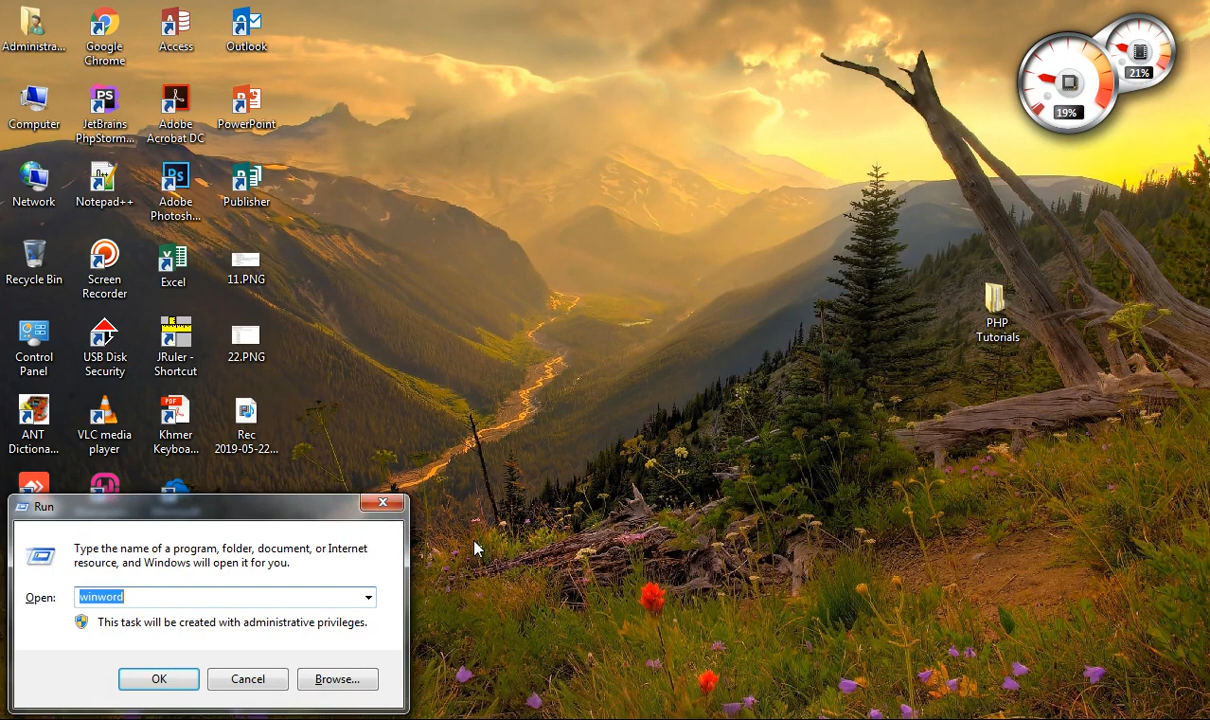 Administra...
Google
Chrome
Access
Outlook
Computer
JetBrains
PhpStorm...
Adobe
Acrobat DC
PowerPoint
Network
Notepad++
Adobe
Photosh...
Publisher
Recycle Bin
Screen
Recorder
Excel
11.PNG
Control
Panel
USB Disk
Security
JRuler -
Shortcut
22.PNG
ANT
Dictiona...
VLC media
player
Khmer
Keyboa...
Rec
2019-05-22...
PHP
Tutorials
21%
19%
Run
Type the name of a program, folder, document, or Internet
resource, and Windows will open it for you.
Open:
winword
This task will be created with administrative privileges.
OK
Cancel
Browse...